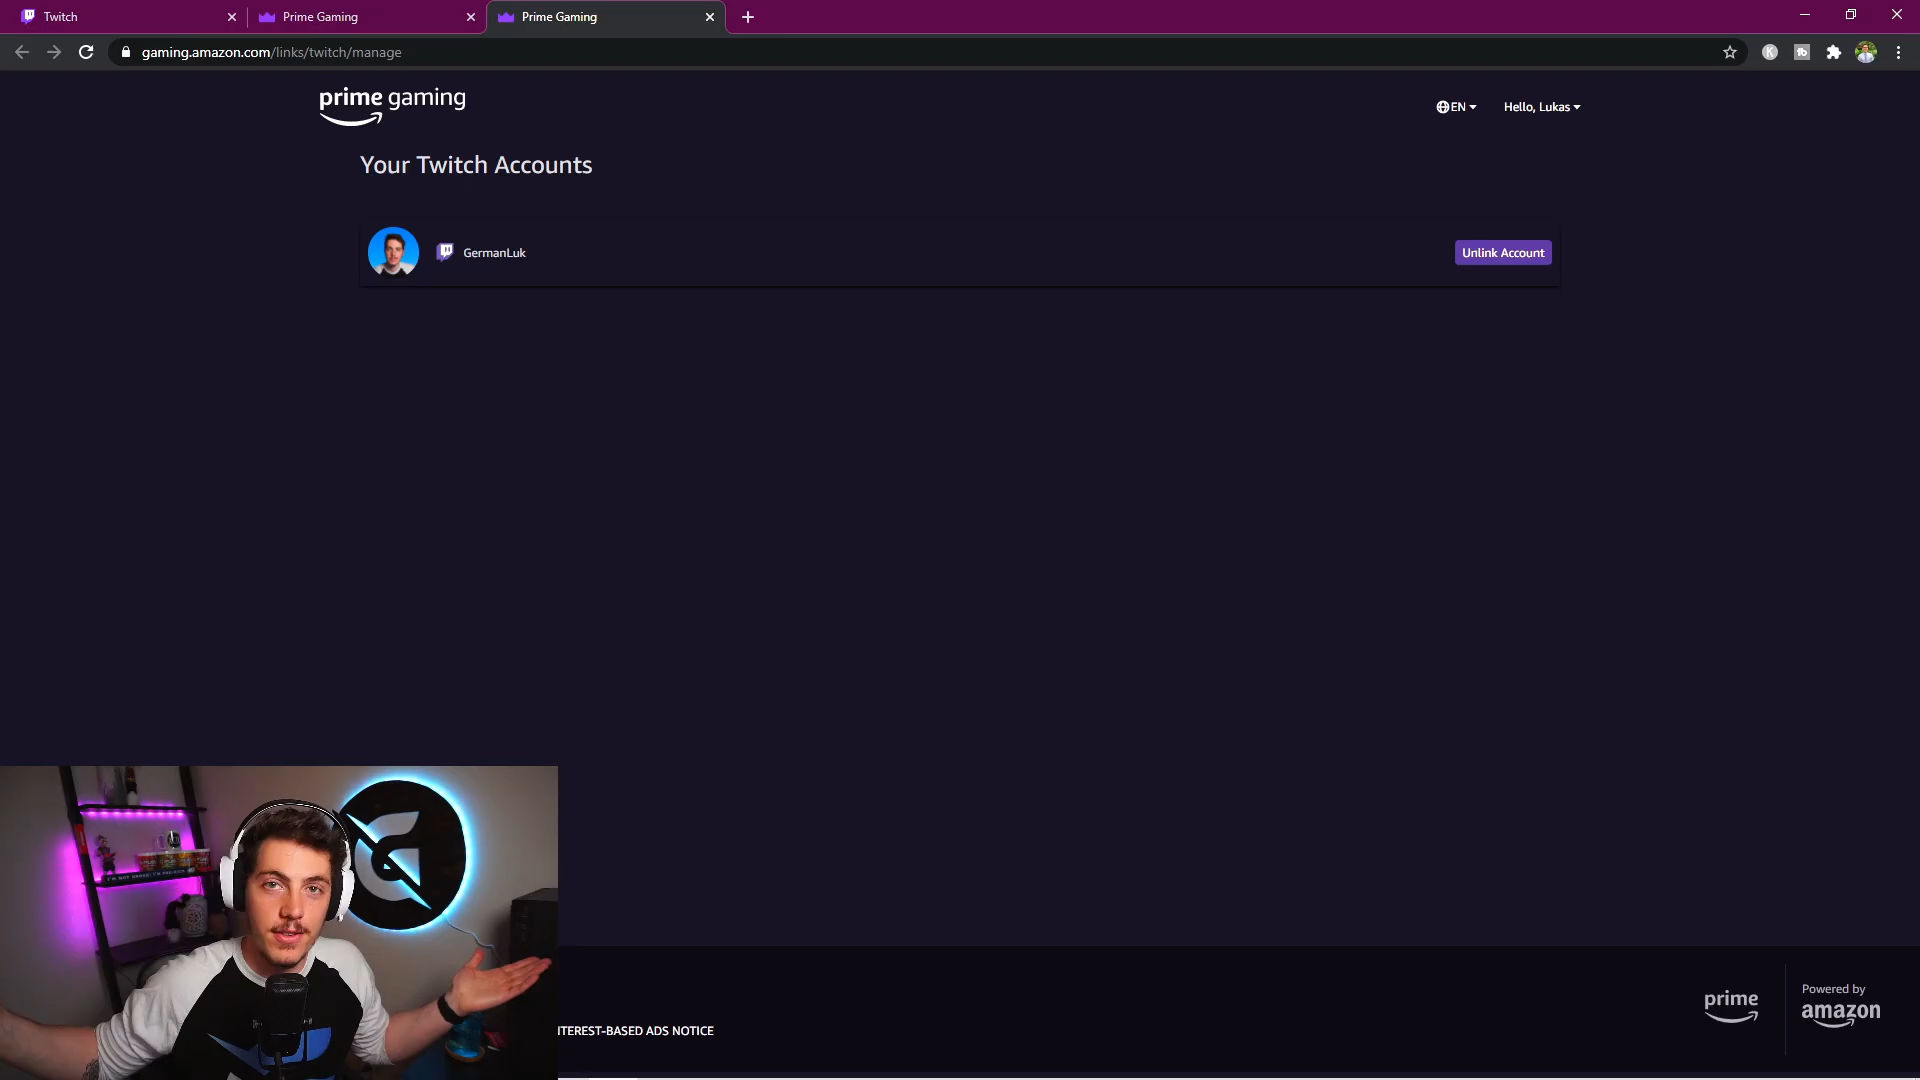 Twitch
Prime Gaming
Prime Gaming
gaming.amazon.com/links/twitch/manage
prime gaming
EN
Hello, Lukas
Your Twitch Accounts
GermanLuk
Unlink Account
NTEREST-BASED ADS NOTICE
prime
Powered by
amazon